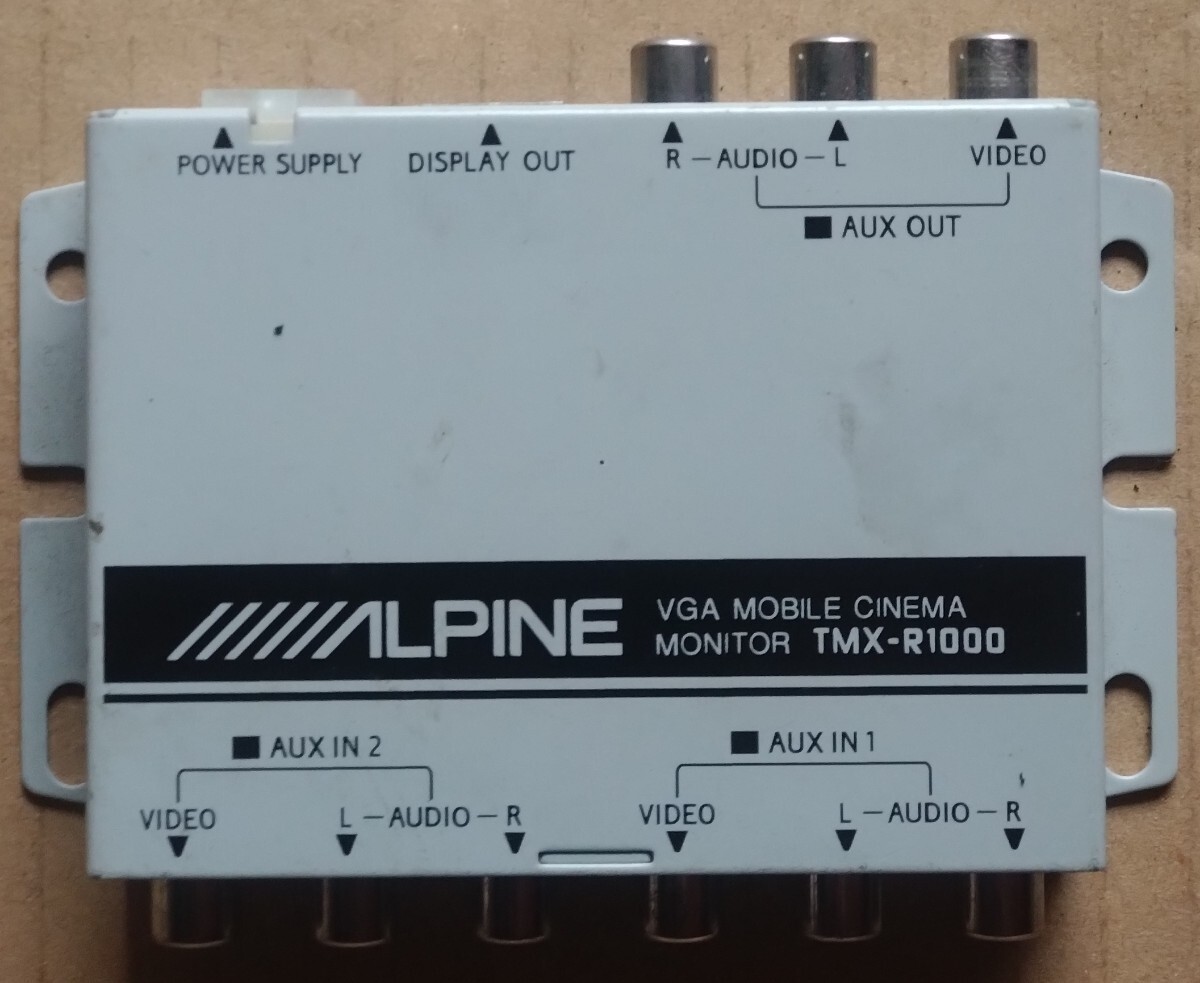 POWER SUPPLY DISPLAY OUT R - AUDIO - L VIDEO
AUX OUT
ALPINE VGA MOBILE CINEMA
MONITOR TMX-R1000
AUX IN 2 AUX IN 1
VIDEO L - AUDIO - R VIDEO L - AUDIO - R